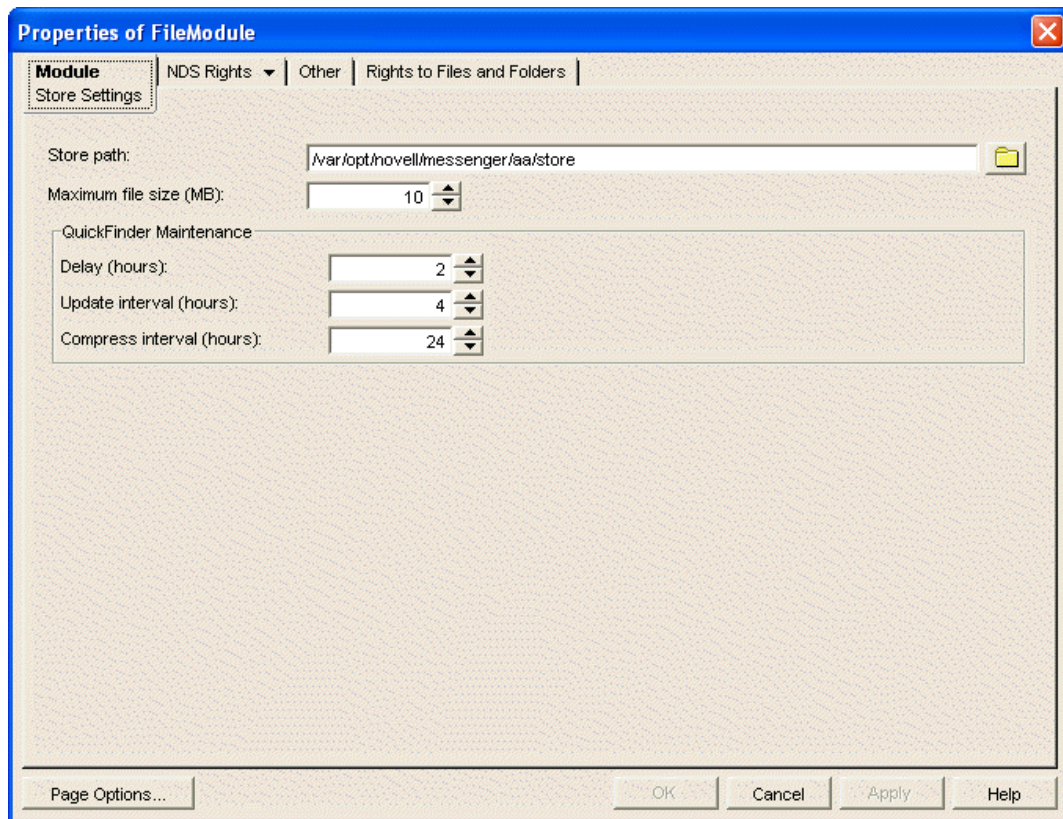 Properties of FileModule
Module NDS Rights Other Rights to Files and Folders
Store Settings
Store path: /var/opt/novell/messenger/aa/store
Maximum file size (MB): 10
QuickFinder Maintenance
Delay (hours): 2
Update interval (hours): 4
Compress interval (hours): 24
Page Options... OK Cancel Apply Help